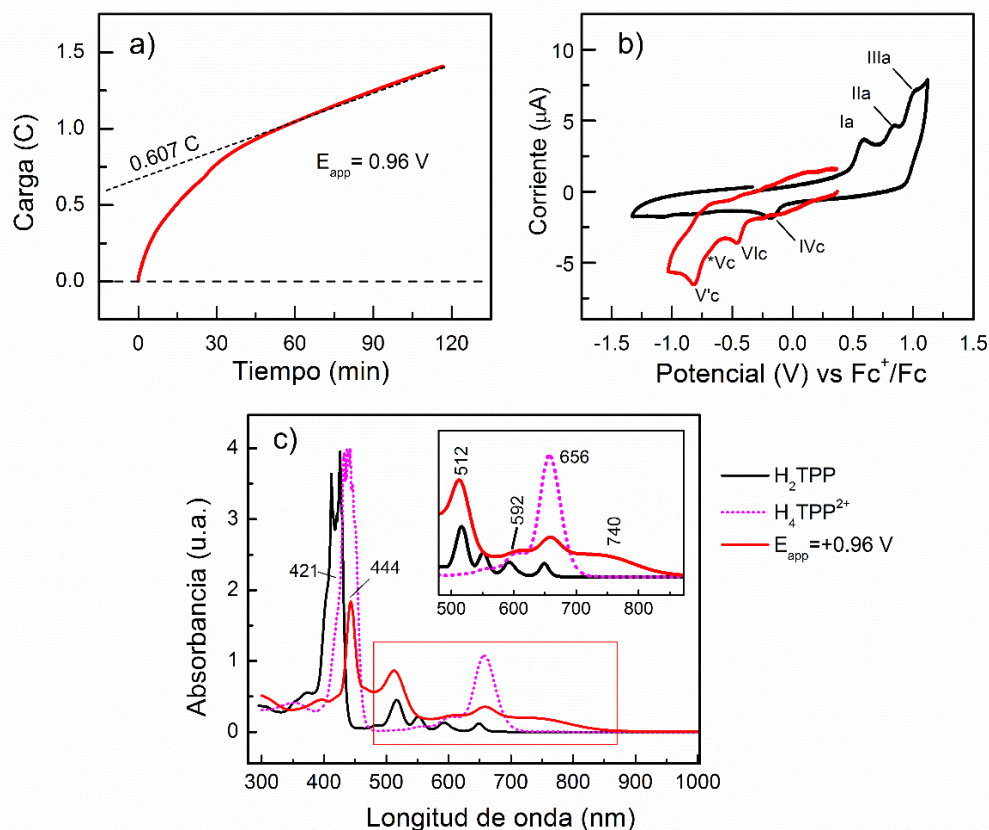 a)
Carga (C)
1.5
1.0
0.5
0.0
0.607 C
E_app= 0.96 V
0 30 60 90 120
Tiempo (min)
b)
Corriente (μA)
10
5
0
-5
Ia
IIa
IIIa
IVc
*Vc
VIc
V'c
-1.5 -1.0 -0.5 0.0 0.5 1.0 1.5
Potencial (V) vs Fc⁺/Fc
c)
Absorbancia (u.a.)
4
3
2
1
0
421
444
512
592
656
740
500 600 700 800
300 400 500 600 700 800 900 1000
Longitud de onda (nm)
H₂TPP
H₄TPP²⁺
E_app=+0.96 V